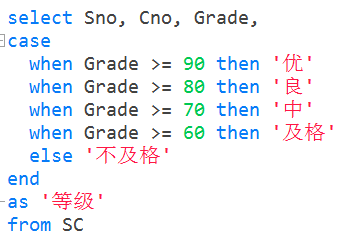 select Sno, Cno, Grade,
case
when Grade >= 90 then '优'
when Grade >= 80 then '良'
when Grade >= 70 then '中'
when Grade >= 60 then '及格'
else '不及格'
end
as '等级'
from SC